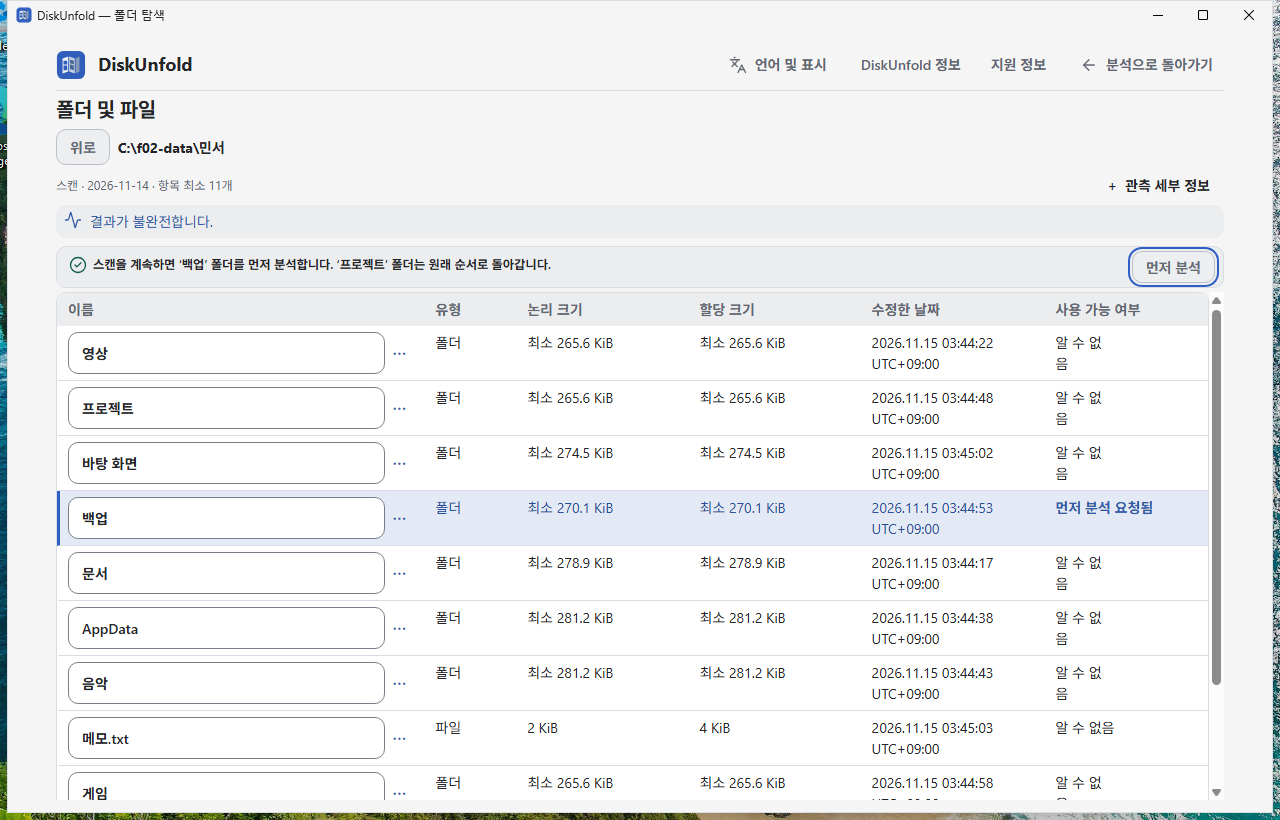 DiskUnfold — 폴더 탐색
DiskUnfold
언어 및 표시
DiskUnfold 정보
지원 정보
← 분석으로 돌아가기
폴더 및 파일
위로
C:\f02-data\민서
스캔 · 2026-11-14 · 항목 최소 11개
+ 관측 세부 정보
결과가 불완전합니다.
스캔을 계속하면 ‘백업’ 폴더를 먼저 분석합니다. ‘프로젝트’ 폴더는 원래 순서로 돌아갑니다.
먼저 분석
이름 유형 논리 크기 할당 크기 수정한 날짜 사용 가능 여부
영상 ... 폴더 최소 265.6 KiB 최소 265.6 KiB 2026.11.15 03:44:22 알 수 없
UTC+09:00 음
프로젝트 ... 폴더 최소 265.6 KiB 최소 265.6 KiB 2026.11.15 03:44:48 알 수 없
UTC+09:00 음
바탕 화면 ... 폴더 최소 274.5 KiB 최소 274.5 KiB 2026.11.15 03:45:02 알 수 없
UTC+09:00 음
백업 ... 폴더 최소 270.1 KiB 최소 270.1 KiB 2026.11.15 03:44:53 먼저 분석 요청됨
UTC+09:00
문서 ... 폴더 최소 278.9 KiB 최소 278.9 KiB 2026.11.15 03:44:17 알 수 없
UTC+09:00 음
AppData ... 폴더 최소 281.2 KiB 최소 281.2 KiB 2026.11.15 03:44:38 알 수 없
UTC+09:00 음
음악 ... 폴더 최소 281.2 KiB 최소 281.2 KiB 2026.11.15 03:44:43 알 수 없
UTC+09:00 음
메모.txt ... 파일 2 KiB 4 KiB 2026.11.15 03:45:03 알 수 없음
UTC+09:00
게임 ... 폴더 최소 265.6 KiB 최소 265.6 KiB 2026.11.15 03:44:58 알 수 없